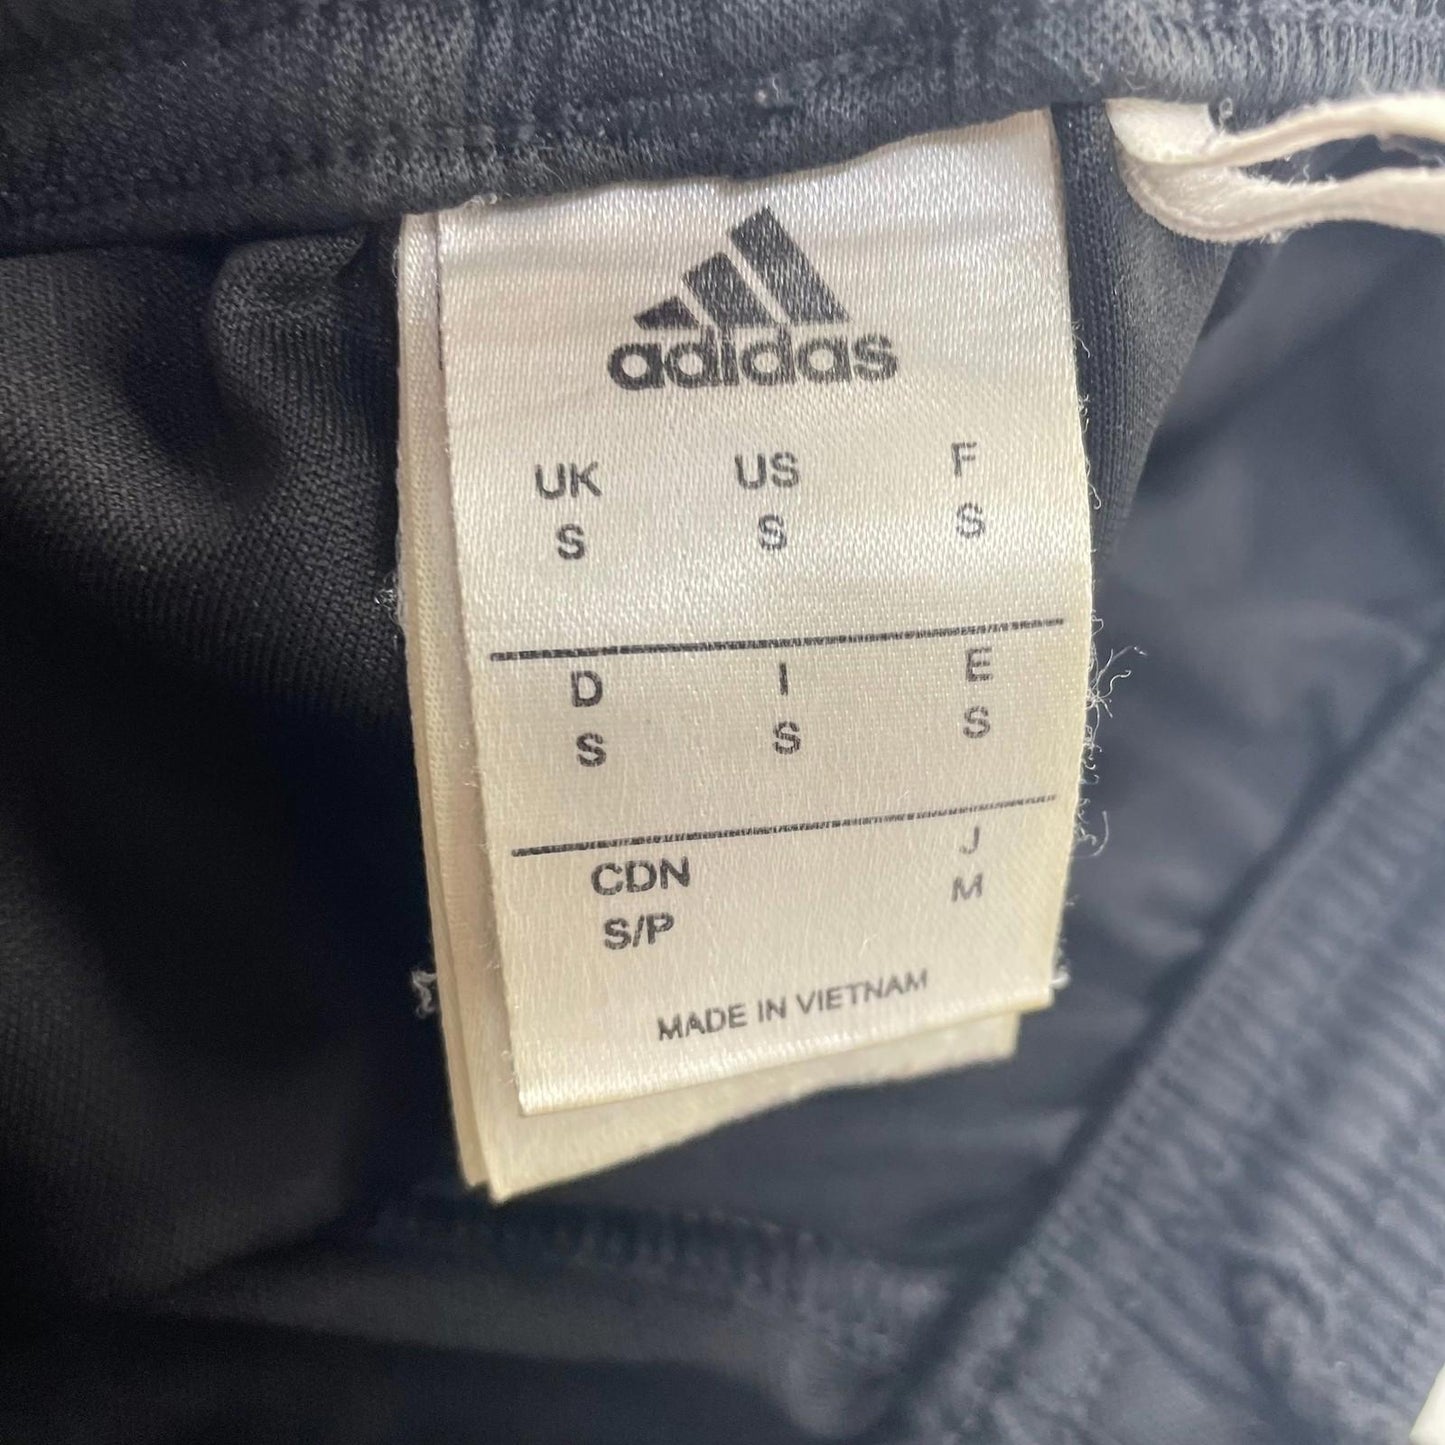 adidas
UK US F
S S S
D I E
S S S
CDN J
S/P M
MADE IN VIETNAM